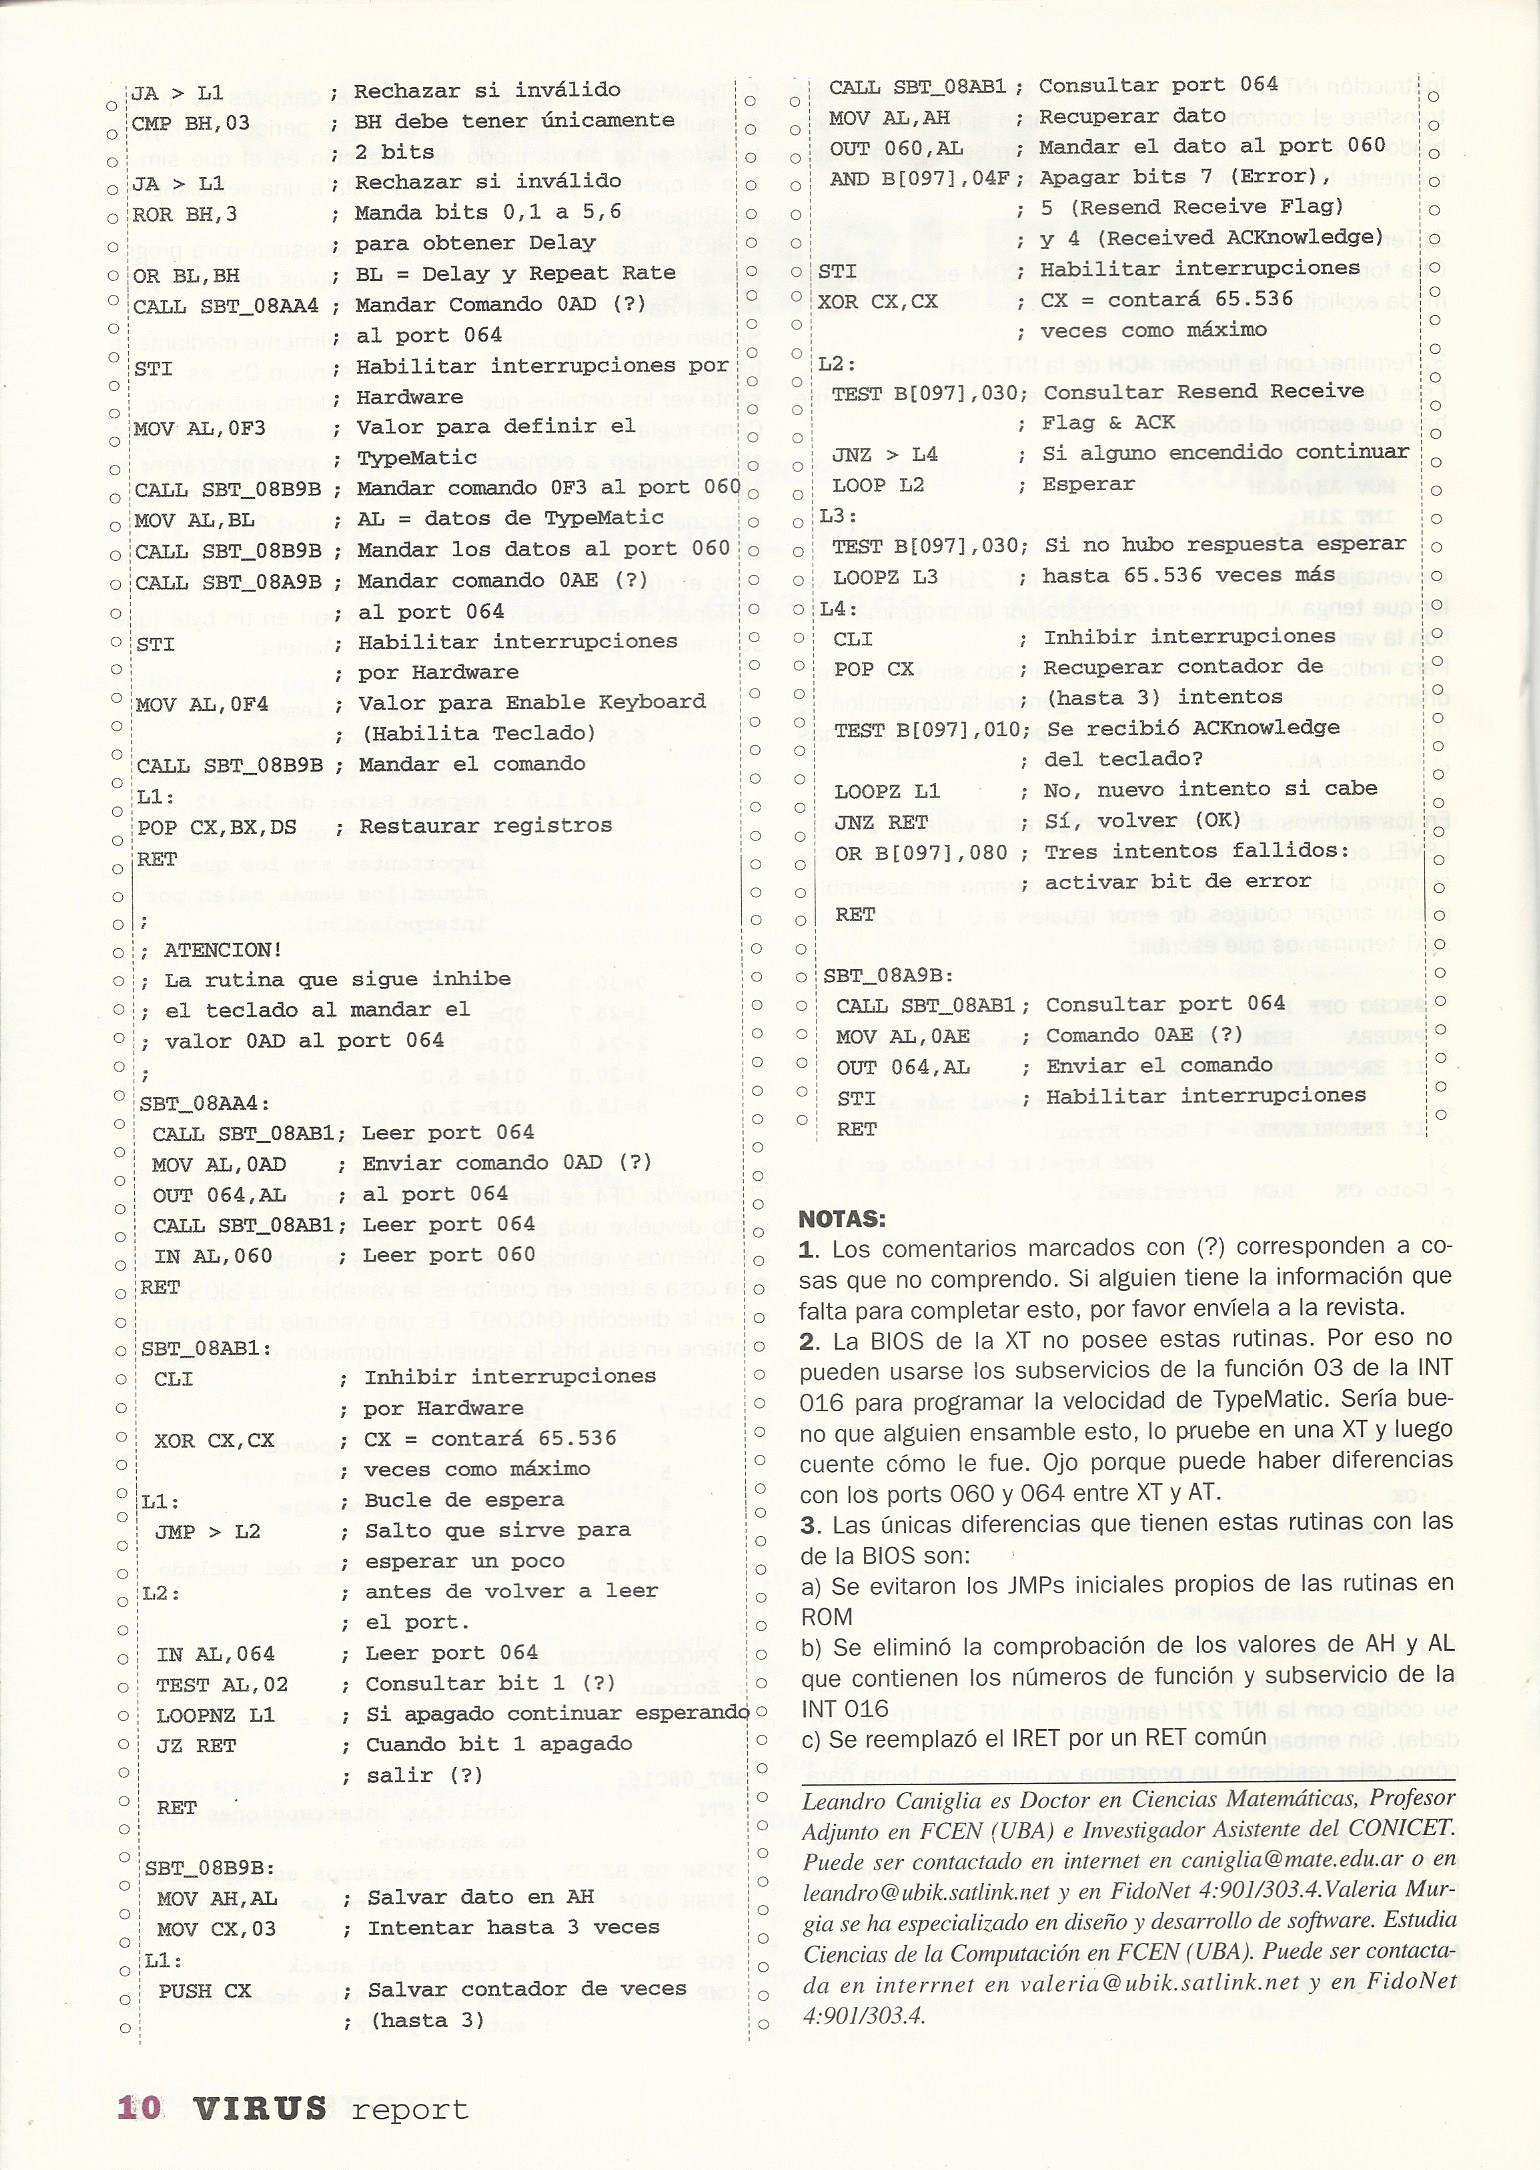 JA > L1 ; Rechazar si inválido
CMP BH,03 ; BH debe tener únicamente
; 2 bits
JA > L1 ; Rechazar si inválido
ROR BH,3 ; Manda bits 0,1 a 5,6
; para obtener Delay
OR BL,BH ; BL = Delay y Repeat Rate
CALL SBT_08AA4 ; Mandar Comando 0AD (?)
; al port 064
STI ; Habilitar interrupciones por
; Hardware
MOV AL,0F3 ; Valor para definir el
; TypeMatic
CALL SBT_08B9B ; Mandar comando 0F3 al port 060
MOV AL,BL ; AL = datos de TypeMatic
CALL SBT_08B9B ; Mandar los datos al port 060
CALL SBT_08A9B ; Mandar comando 0AE (?)
; al port 064
STI ; Habilitar interrupciones
; por Hardware
MOV AL,0F4 ; Valor para Enable Keyboard
; (Habilita Teclado)
CALL SBT_08B9B ; Mandar el comando
L1:
POP CX,BX,DS ; Restaurar registros
RET
;
; ATENCION!
; La rutina que sigue inhibe
; el teclado al mandar el
; valor 0AD al port 064
;
SBT_08AA4:
CALL SBT_08AB1; Leer port 064
MOV AL,0AD ; Enviar comando 0AD (?)
OUT 064,AL ; al port 064
CALL SBT_08AB1; Leer port 064
IN AL,060 ; Leer port 060
RET
SBT_08AB1:
CLI ; Inhibir interrupciones
; por Hardware
XOR CX,CX ; CX = contará 65.536
; veces como máximo
L1: ; Bucle de espera
JMP > L2 ; Salto que sirve para
; esperar un poco
L2: ; antes de volver a leer
; el port.
IN AL,064 ; Leer port 064
TEST AL,02 ; Consultar bit 1 (?)
LOOPNZ L1 ; Si apagado continuar esperando
JZ RET ; Cuando bit 1 apagado
; salir (?)
RET
SBT_08B9B:
MOV AH,AL ; Salvar dato en AH
MOV CX,03 ; Intentar hasta 3 veces
L1:
PUSH CX ; Salvar contador de veces
; (hasta 3)
CALL SBT_08AB1 ; Consultar port 064
MOV AL,AH ; Recuperar dato
OUT 060,AL ; Mandar el dato al port 060
AND B[097],04F; Apagar bits 7 (Error),
; 5 (Resend Receive Flag)
; y 4 (Received ACKnowledge)
STI ; Habilitar interrupciones
XOR CX,CX ; CX = contará 65.536
; veces como máximo
L2:
TEST B[097],030; Consultar Resend Receive
; Flag & ACK
JNZ > L4 ; Si alguno encendido continuar
LOOP L2 ; Esperar
L3:
TEST B[097],030; Si no hubo respuesta esperar
LOOPZ L3 ; hasta 65.536 veces más
L4:
CLI ; Inhibir interrupciones
POP CX ; Recuperar contador de
; (hasta 3) intentos
TEST B[097],010; Se recibió ACKnowledge
; del teclado?
LOOPZ L1 ; No, nuevo intento si cabe
JNZ RET ; Sí, volver (OK)
OR B[097],080 ; Tres intentos fallidos:
; activar bit de error
RET
SBT_08A9B:
CALL SBT_08AB1; Consultar port 064
MOV AL,0AE ; Comando 0AE (?)
OUT 064,AL ; Enviar el comando
STI ; Habilitar interrupciones
RET
NOTAS:
1. Los comentarios marcados con (?) corresponden a co-
sas que no comprendo. Si alguien tiene la información que
falta para completar esto, por favor envíela a la revista.
2. La BIOS de la XT no posee estas rutinas. Por eso no
pueden usarse los subservicios de la función 03 de la INT
016 para programar la velocidad de TypeMatic. Sería bue-
no que alguien ensamble esto, lo pruebe en una XT y luego
cuente cómo le fue. Ojo porque puede haber diferencias
con los ports 060 y 064 entre XT y AT.
3. Las únicas diferencias que tienen estas rutinas con las
de la BIOS son:
a) Se evitaron los JMPs iniciales propios de las rutinas en
ROM
b) Se eliminó la comprobación de los valores de AH y AL
que contienen los números de función y subservicio de la
INT 016
c) Se reemplazó el IRET por un RET común
Leandro Caniglia es Doctor en Ciencias Matemáticas, Profesor
Adjunto en FCEN (UBA) e Investigador Asistente del CONICET.
Puede ser contactado en internet en caniglia@mate.edu.ar o en
leandro@ubik.satlink.net y en FidoNet 4:901/303.4.Valeria Mur-
gia se ha especializado en diseño y desarrollo de software. Estudia
Ciencias de la Computación en FCEN (UBA). Puede ser contacta-
da en interrnet en valeria@ubik.satlink.net y en FidoNet
4:901/303.4.
10 VIRUS report